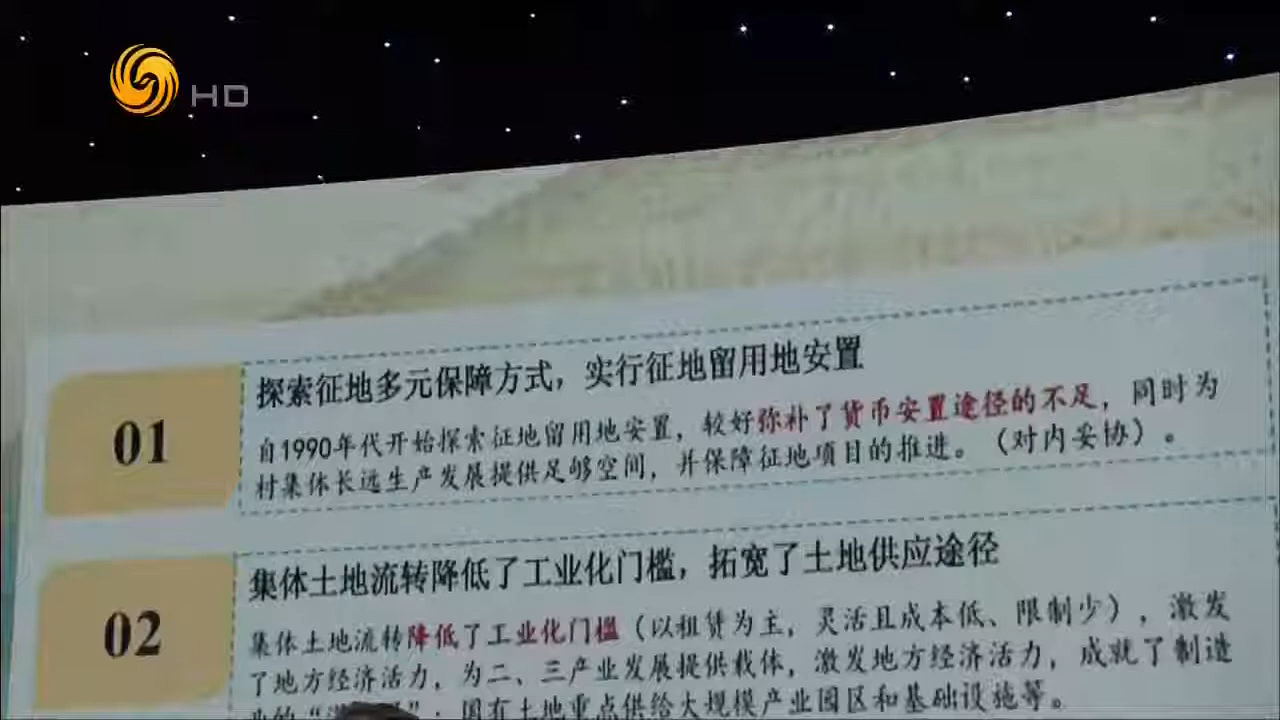 HD
01
探索征地多元保障方式，实行征地留用地安置
自1990年代开始探索征地留用地安置，较好弥补了货币安置途径的不足，同时为
村集体长远生产发展提供足够空间，并保障征地项目的推进。（对内妥协）。
02
集体土地流转降低了工业化门槛，拓宽了土地供应途径
集体土地流转降低了工业化门槛（以租赁为主，灵活且成本低、限制少），激发
了地方经济活力，为二、三产业发展提供载体，激发地方经济活力，成就了制造
国有土地重点供给大规模产业园区和基础设施等。